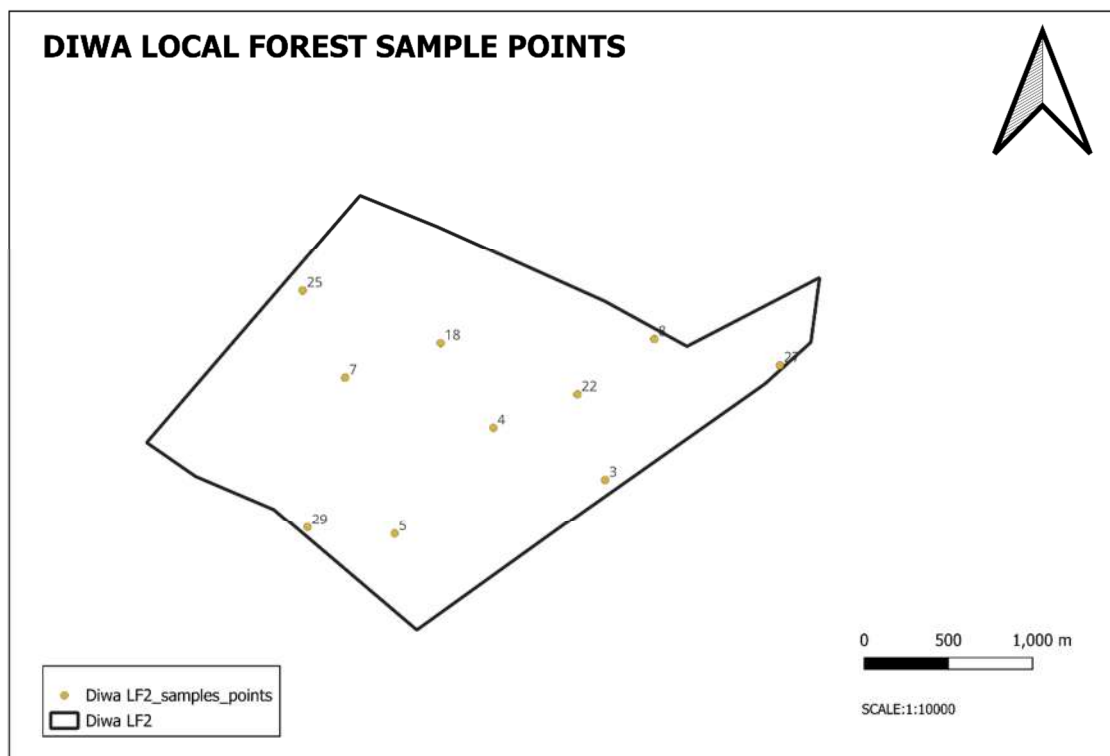 DIWA LOCAL FOREST SAMPLE POINTS
25
18
8
27
7
22
4
3
29
5
0 500 1,000 m
SCALE:1:10000
Diwa LF2_samples_points
Diwa LF2